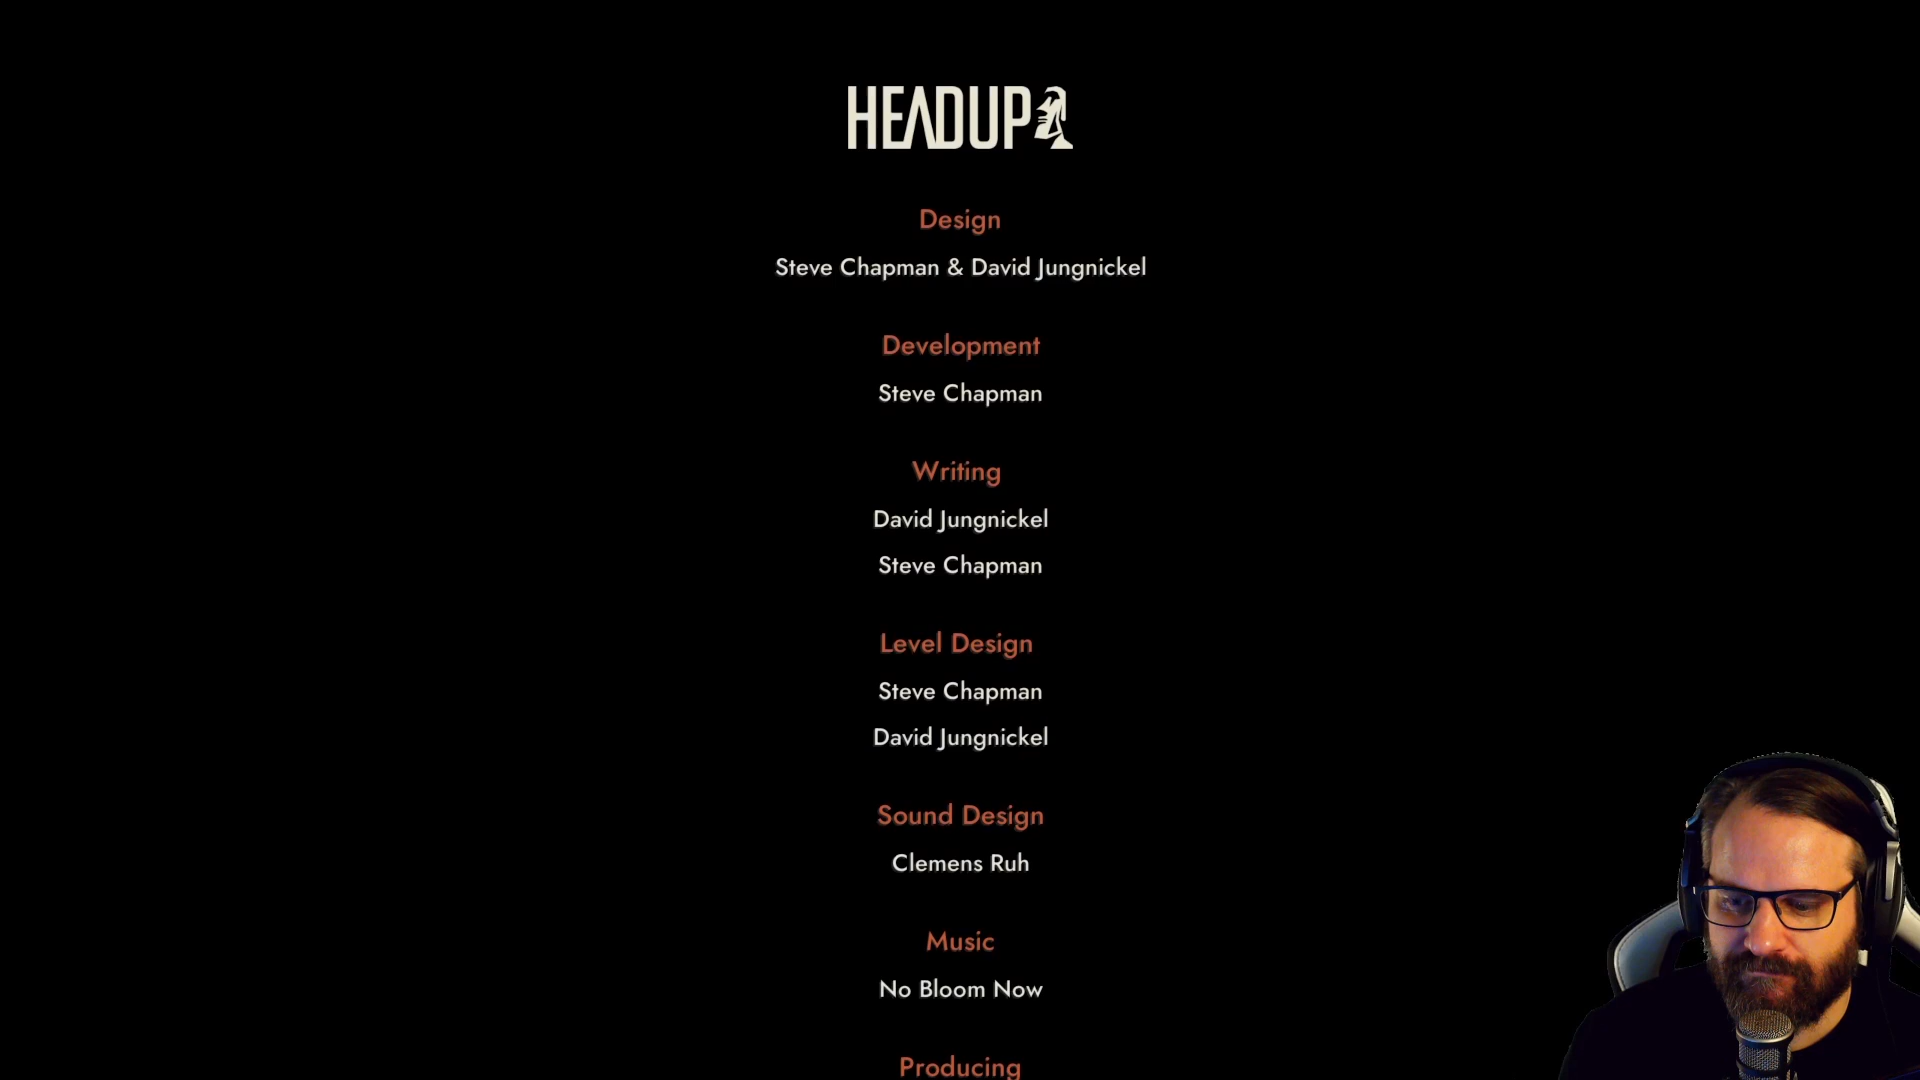 HEADUP
Design
Steve Chapman & David Jungnickel
Development
Steve Chapman
Writing
David Jungnickel
Steve Chapman
Level Design
Steve Chapman
David Jungnickel
Sound Design
Clemens Ruh
Music
No Bloom Now
Producing